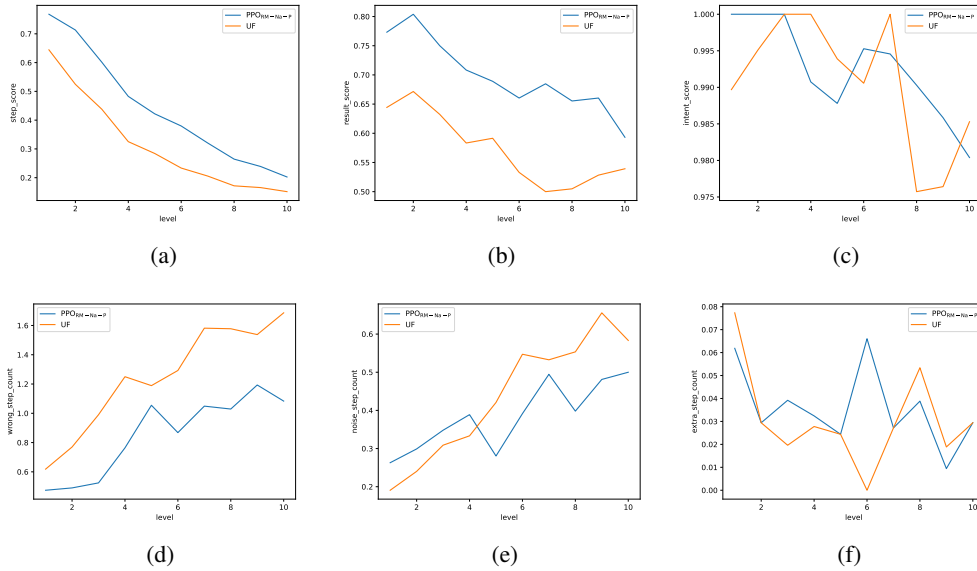 PPO_RM-Na-P
UF
0.7
0.6
0.5
0.4
0.3
0.2
step_score
2 4 6 8 10
level
(a)
PPO_RM-Na-P
UF
0.80
0.75
0.70
0.65
0.60
0.55
0.50
result_score
2 4 6 8 10
level
(b)
PPO_RM-Na-P
UF
1.000
0.995
0.990
0.985
0.980
0.975
intent_score
2 4 6 8 10
level
(c)
PPO_RM-Na-P
UF
1.6
1.4
1.2
1.0
0.8
0.6
wrong_step_count
2 4 6 8 10
level
(d)
PPO_RM-Na-P
UF
0.6
0.5
0.4
0.3
0.2
noise_step_count
2 4 6 8 10
level
(e)
PPO_RM-Na-P
UF
0.08
0.07
0.06
0.05
0.04
0.03
0.02
0.01
0.00
extra_step_count
2 4 6 8 10
level
(f)